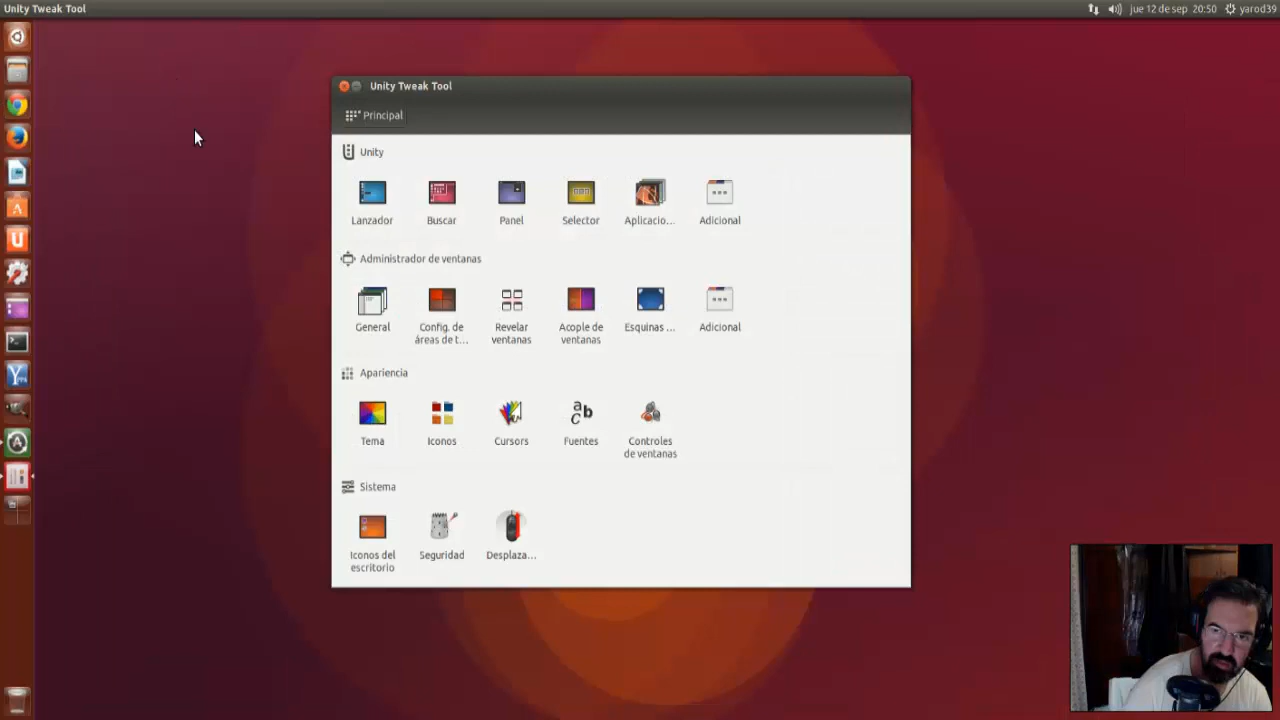 Unity Tweak Tool
jue 12 de sep 20:50 yarod39
Unity Tweak Tool
Principal
Unity
Lanzador Buscar Panel Selector Aplicacio... Adicional
Administrador de ventanas
General Config. de Revelar Acople de Esquinas ... Adicional
áreas de t... ventanas ventanas
Apariencia
Tema Iconos Cursors Fuentes Controles
de ventanas
Sistema
Iconos del Seguridad Desplaza...
escritorio